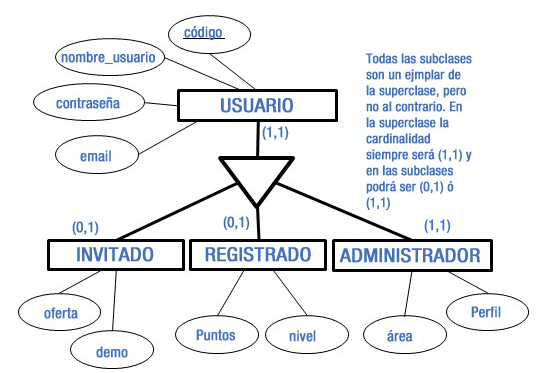 código
nombre_usuario
contraseña
email
USUARIO
(1,1)
Todas las subclases
son un ejmplar de
la superclase, pero
no al contrario. En
la superclase la
cardinalidad
siempre será (1,1) y
en las subclases
podrá ser (0,1) ó
(1,1)
(0,1)
(0,1)
(1,1)
INVITADO
REGISTRADO
ADMINISTRADOR
oferta
demo
Puntos
nivel
área
Perfil